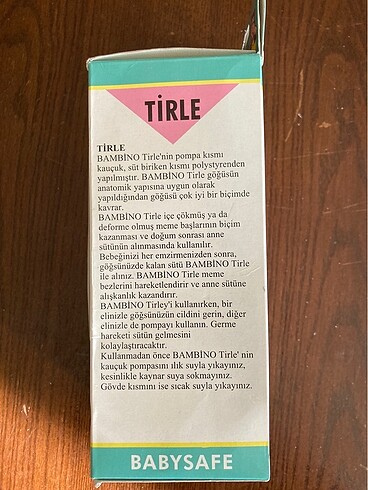 TİRLE
TİRLE
BAMBİNO Tirle'nin pompa kısmı
kauçuk, süt biriken kısmı polystyrenden
yapılmıştır. BAMBİNO Tirle göğüsün
anatomik yapısına uygun olarak
yapıldığından göğüsü çok iyi bir biçimde
kavrar.
BAMBİNO Tirle içe çökmüş ya da
deforme olmuş meme başlarının biçim
kazanması ve doğum sonrası anne
sütünün alınmasında kullanılır.
Bebeğinizi her emzirmenizden sonra,
göğsünüzde kalan sütü BAMBİNO Tirle
ile alınız. BAMBİNO Tirle meme
bezlerini hareketlendirir ve anne sütüne
alışkanlık kazandırır.
BAMBİNO Tirley'i kullanırken, bir
elinizle göğsünüzün cildini gerin, diğer
elinizle de pompayı kullanın. Germe
hareketi sütün gelmesini
kolaylaştıracaktır.
Kullanmadan önce BAMBİNO Tirle' nin
kauçuk pompasını ılık suyla yıkayınız,
kesinlikle kaynar suya sokmayınız.
Gövde kısmını ise sıcak suyla yıkayınız.
BABYSAFE